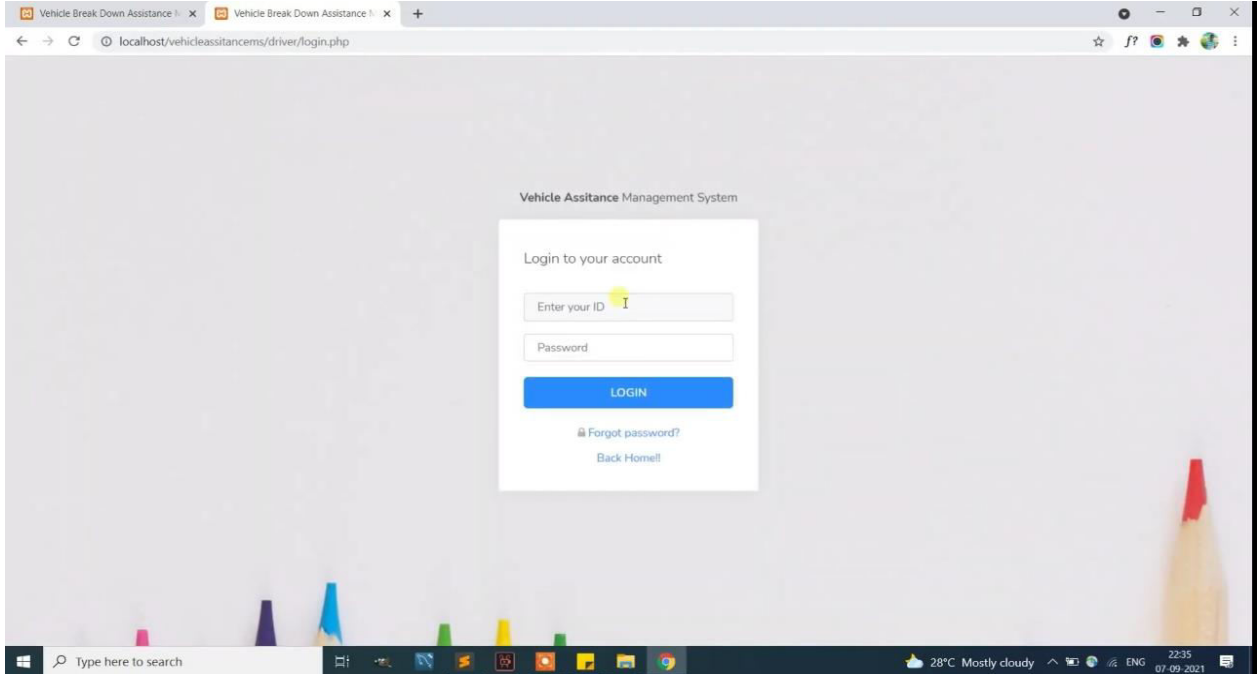 Vehicle Break Down Assistance M
Vehicle Break Down Assistance M
localhost/vehicleassitancems/driver/login.php
f?
Vehicle Assitance Management System
Login to your account
Enter your ID
Password
LOGIN
Forgot password?
Back Home!!
Type here to search
28°C Mostly cloudy
ENG
22:35
07-09-2021